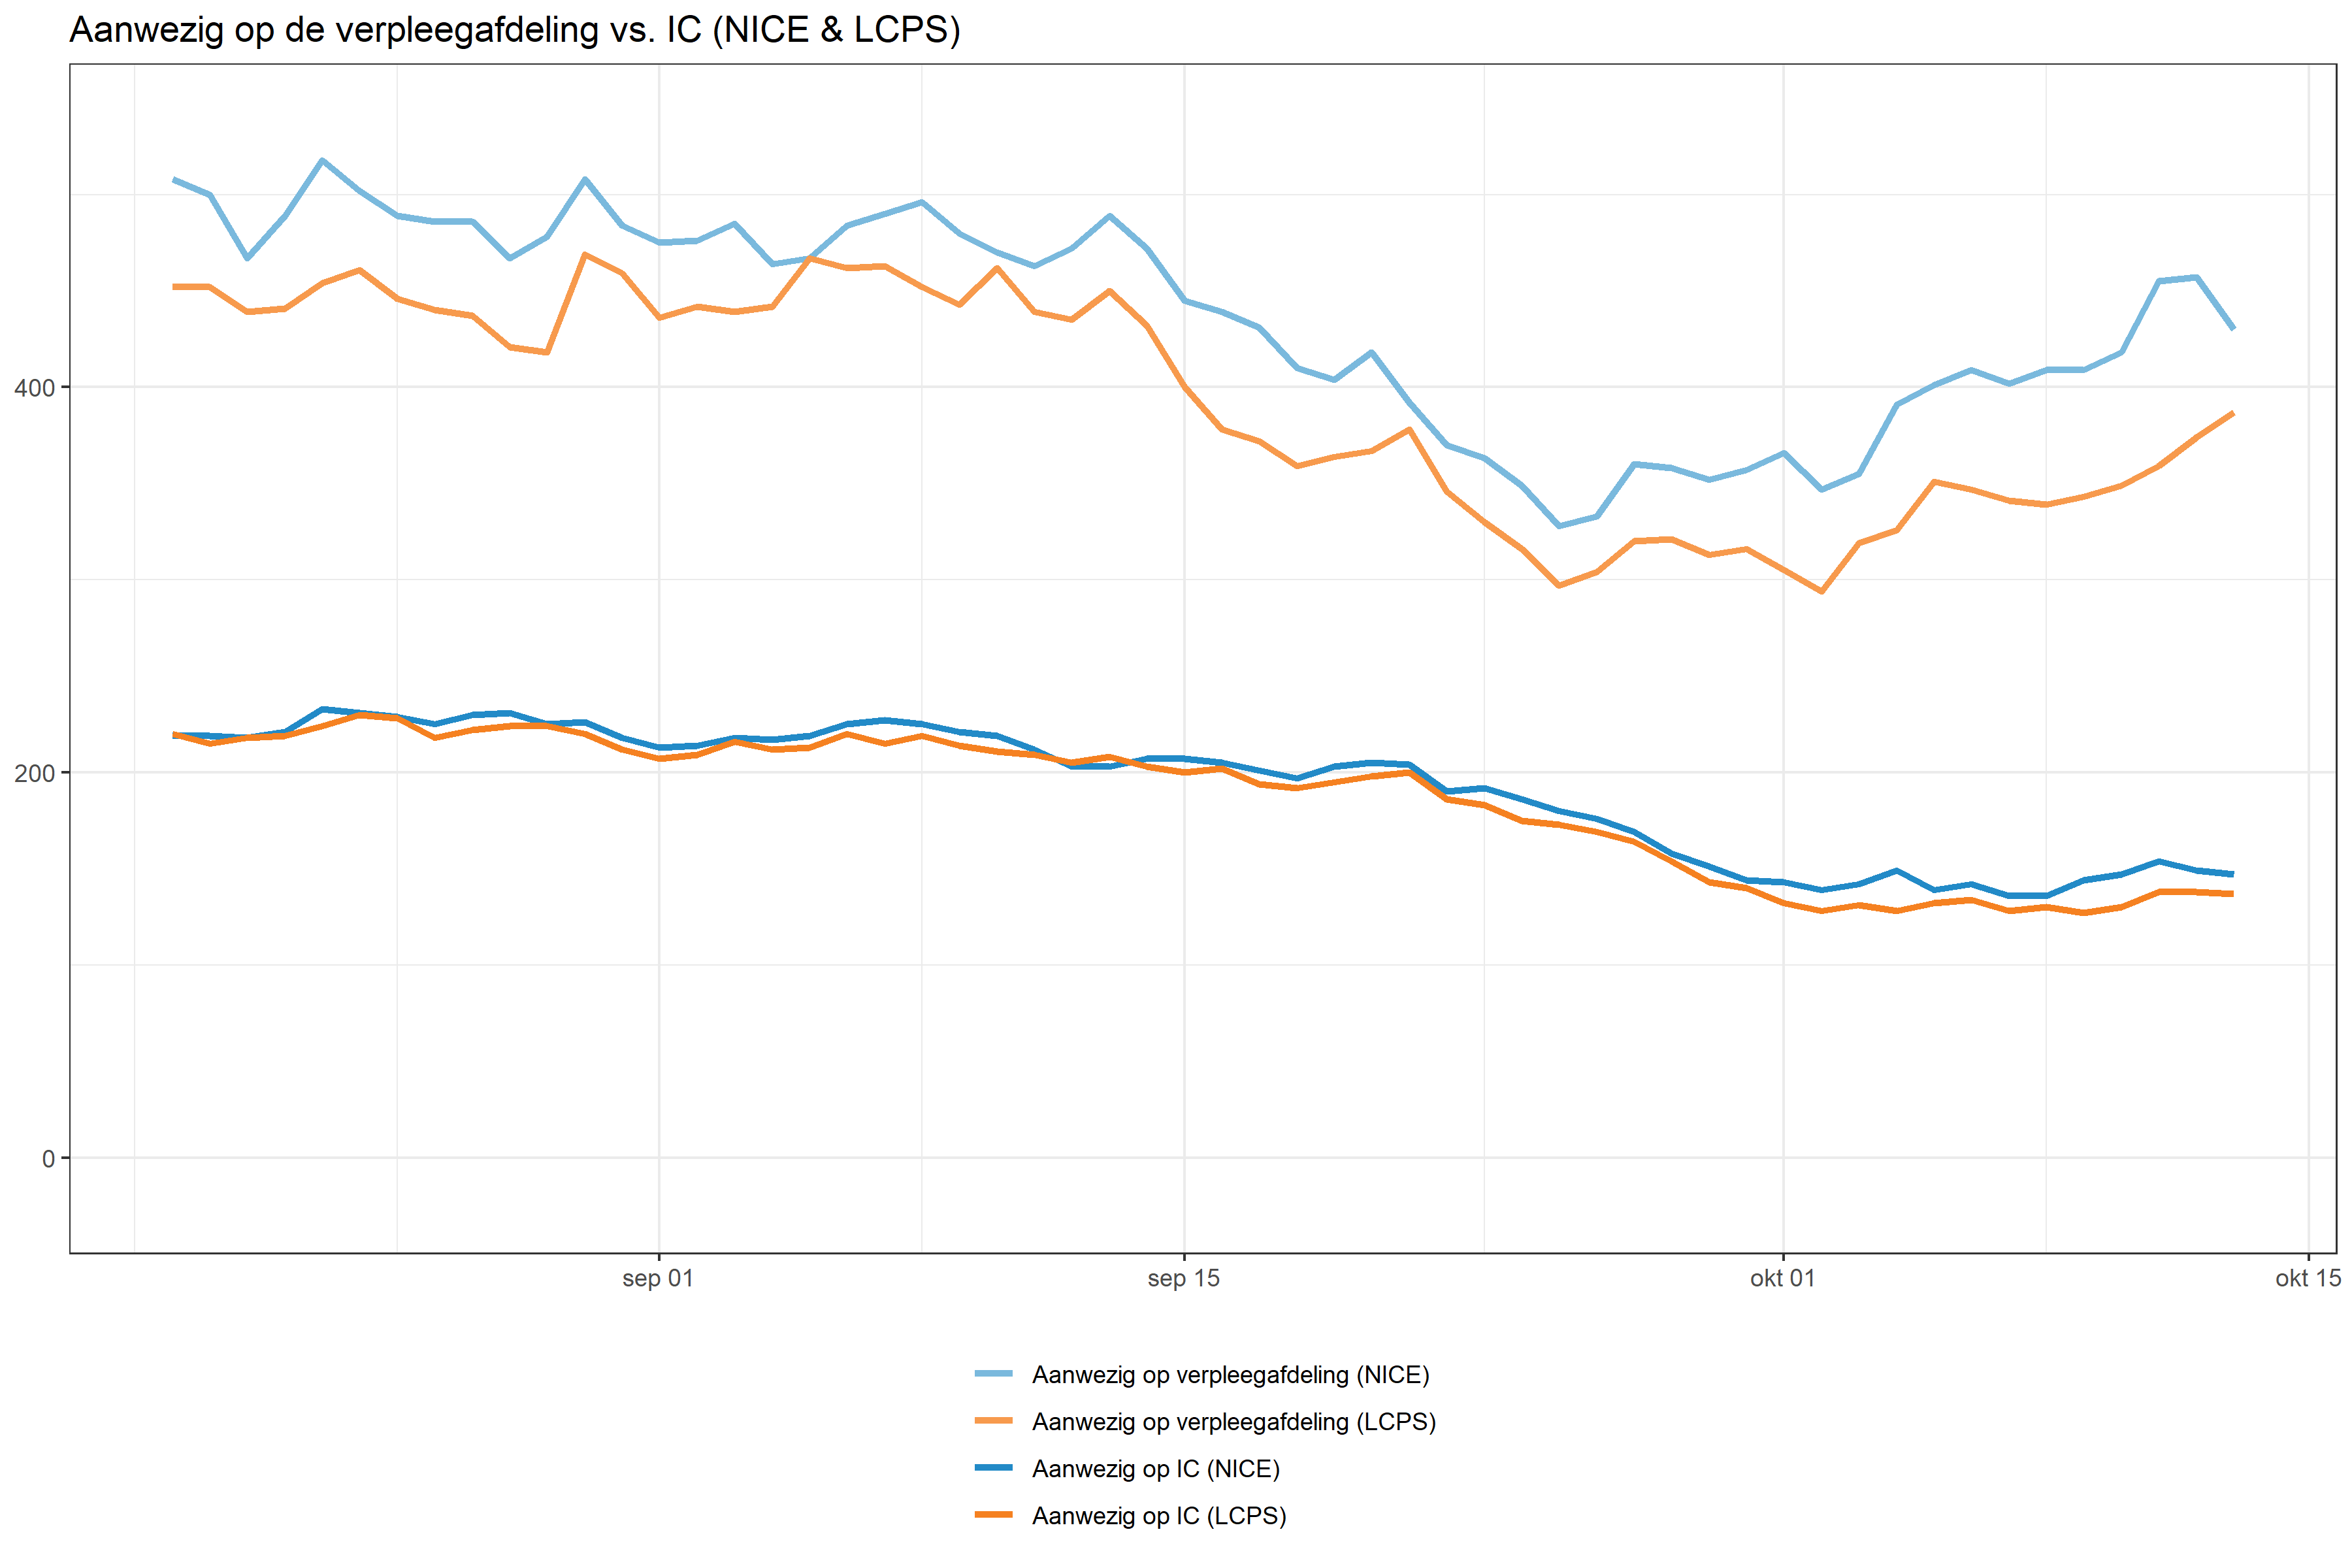 Aanwezig op de verpleegafdeling vs. IC (NICE & LCPS)
400
200
0
sep 01 sep 15 okt 01 okt 15
Aanwezig op verpleegafdeling (NICE)
Aanwezig op verpleegafdeling (LCPS)
Aanwezig op IC (NICE)
Aanwezig op IC (LCPS)